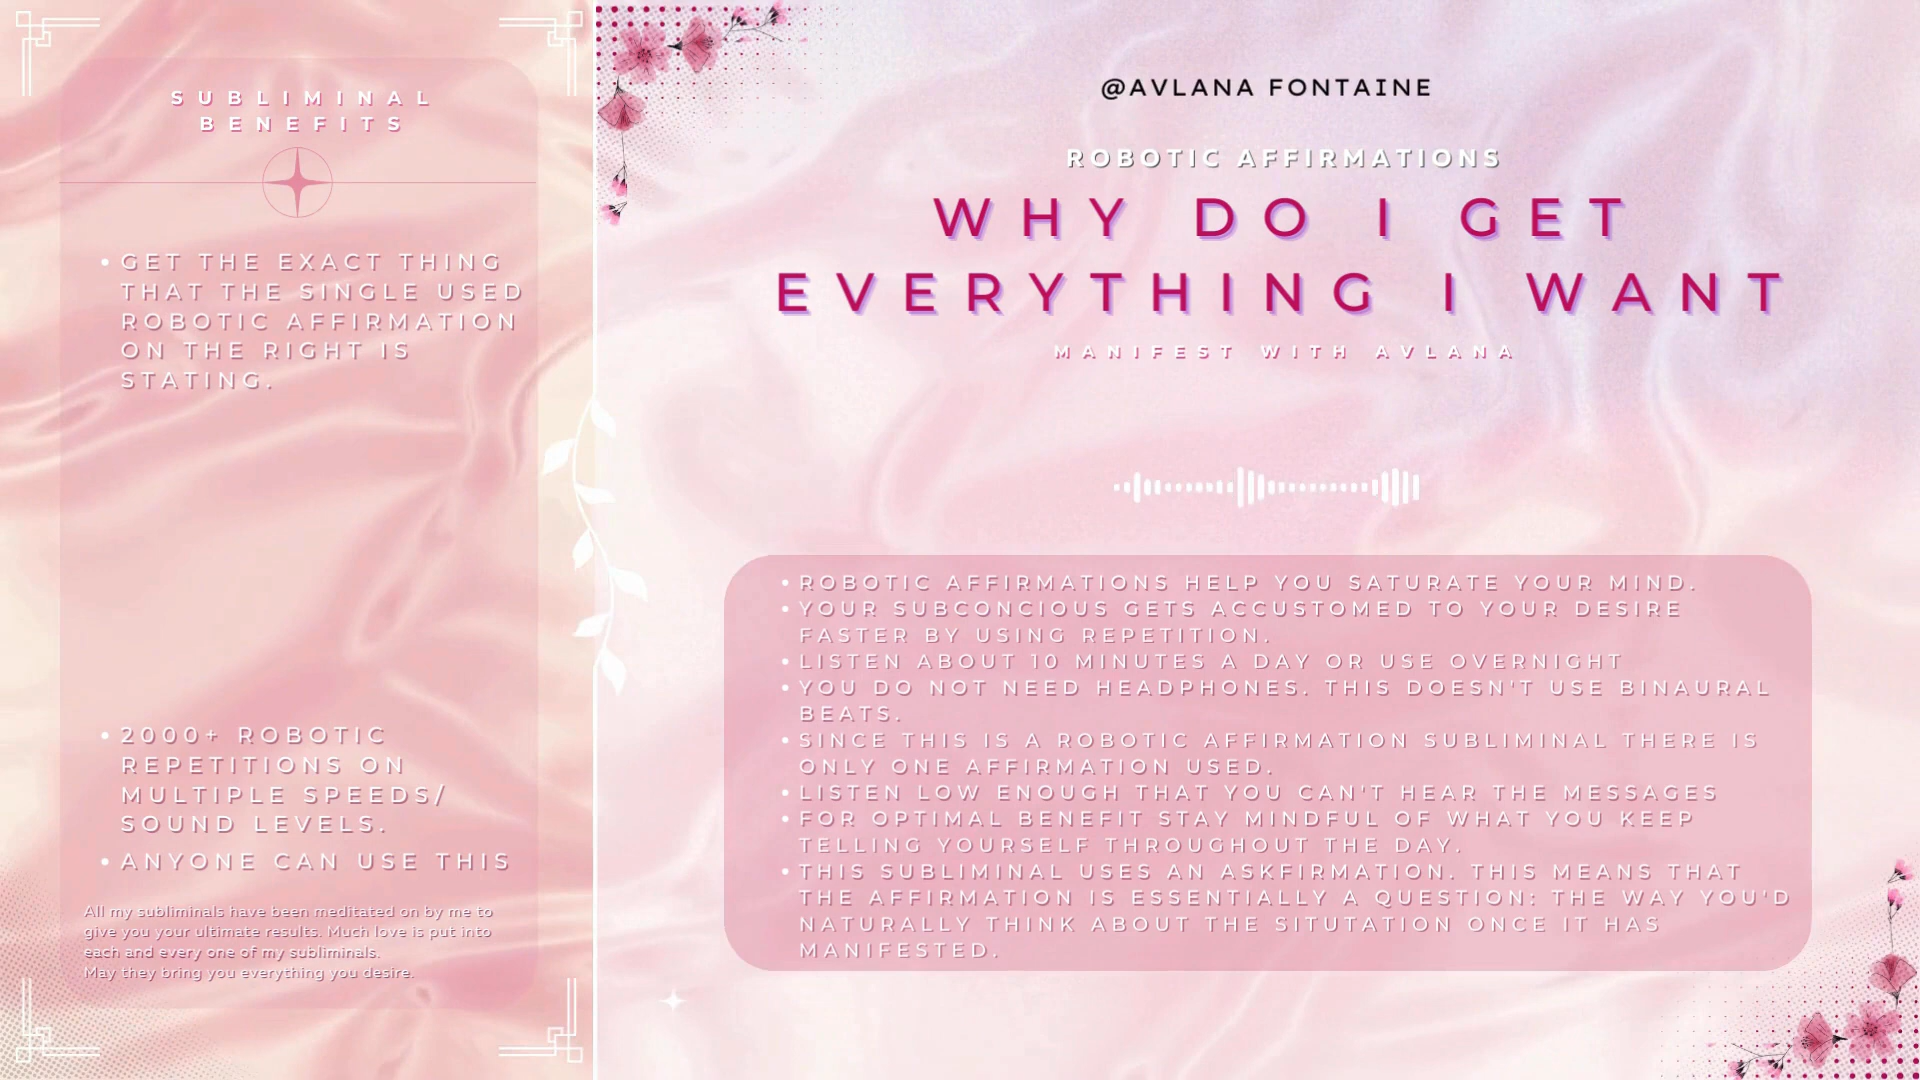 SUBLIMINAL
BENEFITS
• GET THE EXACT THING
THAT THE SINGLE USED
ROBOTIC AFFIRMATION
ON THE RIGHT IS
STATING.
• 2000+ ROBOTIC
REPETITIONS ON
MULTIPLE SPEEDS/
SOUND LEVELS.
• ANYONE CAN USE THIS
All my subliminals have been meditated on by me to
give you your ultimate results. Much love is put into
each and every one of my subliminals.
May they bring you everything you desire.
@AVLANA FONTAINE
ROBOTIC AFFIRMATIONS
WHY DO I GET
EVERYTHING I WANT
MANIFEST WITH AVLANA
• ROBOTIC AFFIRMATIONS HELP YOU SATURATE YOUR MIND.
• YOUR SUBCONCIOUS GETS ACCUSTOMED TO YOUR DESIRE
FASTER BY USING REPETITION.
• LISTEN ABOUT 10 MINUTES A DAY OR USE OVERNIGHT
• YOU DO NOT NEED HEADPHONES. THIS DOESN'T USE BINAURAL
BEATS.
• SINCE THIS IS A ROBOTIC AFFIRMATION SUBLIMINAL THERE IS
ONLY ONE AFFIRMATION USED.
• LISTEN LOW ENOUGH THAT YOU CAN'T HEAR THE MESSAGES
• FOR OPTIMAL BENEFIT STAY MINDFUL OF WHAT YOU KEEP
TELLING YOURSELF THROUGHOUT THE DAY.
• THIS SUBLIMINAL USES AN ASKFIRMATION. THIS MEANS THAT
THE AFFIRMATION IS ESSENTIALLY A QUESTION: THE WAY YOU'D
NATURALLY THINK ABOUT THE SITUTATION ONCE IT HAS
MANIFESTED.